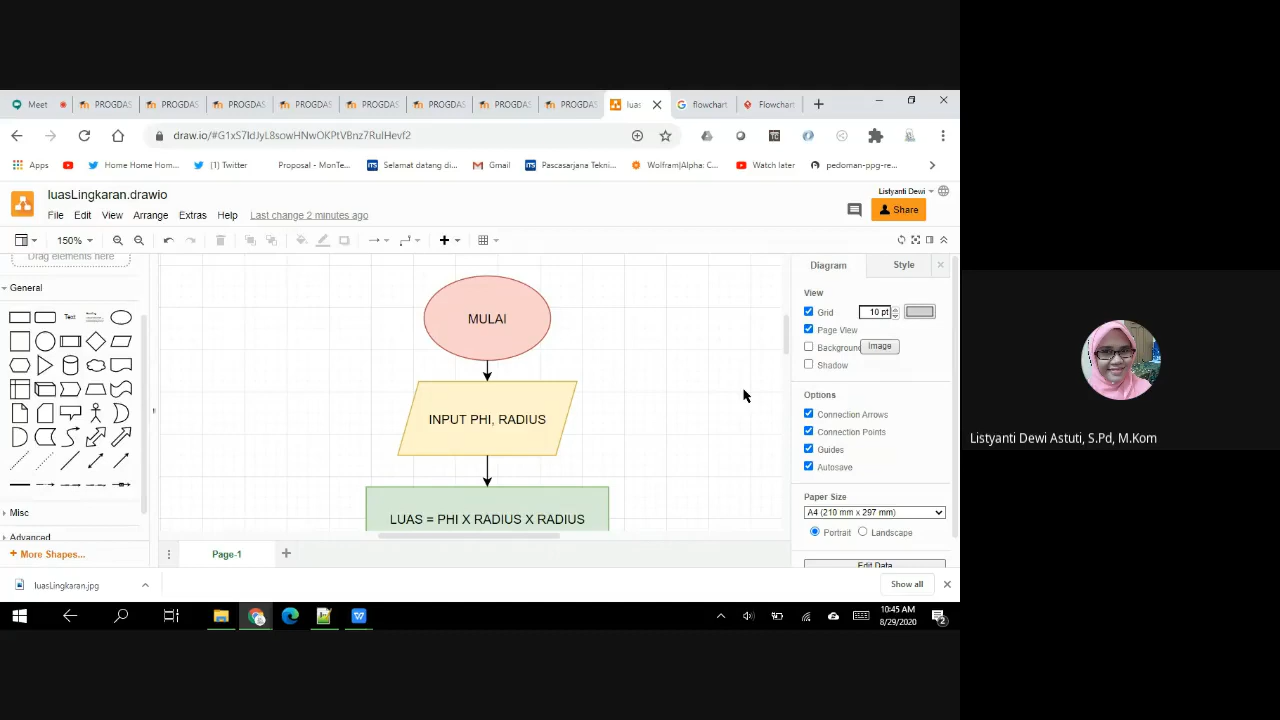 Meet
PROGDAS
PROGDAS
PROGDAS
PROGDAS
PROGDAS
PROGDAS
PROGDAS
PROGDAS
luas
flowchart
Flowchart
draw.io/#G1xS7IdJyL8sowHNwOKPtVBnz7RuIHevf2
Apps
Home Home Hom...
(1) Twitter
Proposal - MonTe...
Selamat datang di...
Gmail
Pascasarjana Tekni...
Wolfram|Alpha: C...
Watch later
pedoman-ppg-re...
luasLingkaran.drawio
Listyanti Dewi
File Edit View Arrange Extras Help Last change 2 minutes ago
Share
150%
Drag elements here
General
Text
Misc
Advanced
+ More Shapes...
MULAI
INPUT PHI, RADIUS
LUAS = PHI X RADIUS X RADIUS
Diagram Style
View
Grid 10 pt
Page View
Background Image
Shadow
Options
Connection Arrows
Connection Points
Guides
Autosave
Paper Size
A4 (210 mm x 297 mm)
Portrait Landscape
Edit Data
Page-1
luasLingkaran.jpg
Show all
10:45 AM
8/29/2020
2
Listyanti Dewi Astuti, S.Pd, M.Kom